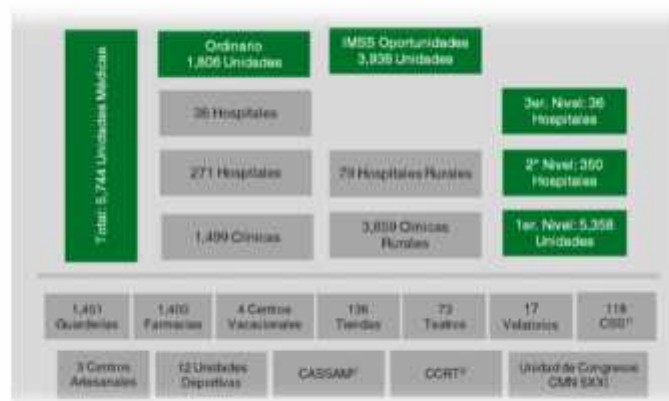 Total: 5,744 Unidades Médicas
Ordinario
1,806 Unidades
IMSS Oportunidades
3,938 Unidades
36 Hospitales
3er. Nivel: 36
Hospitales
271 Hospitales
79 Hospitales Rurales
2° Nivel: 350
Hospitales
1,499 Clínicas
3,859 Clínicas
Rurales
1er. Nivel: 5,358
Unidades
1,451
Guarderías
1,400
Farmacias
4 Centros
Vacacionales
136
Tiendas
73
Teatros
17
Velatorios
118
CSS
3 Centros
Artesanales
12 Unidades
Deportivas
CASSAM
CCRT
Unidad de Congresos
CMN SXXI